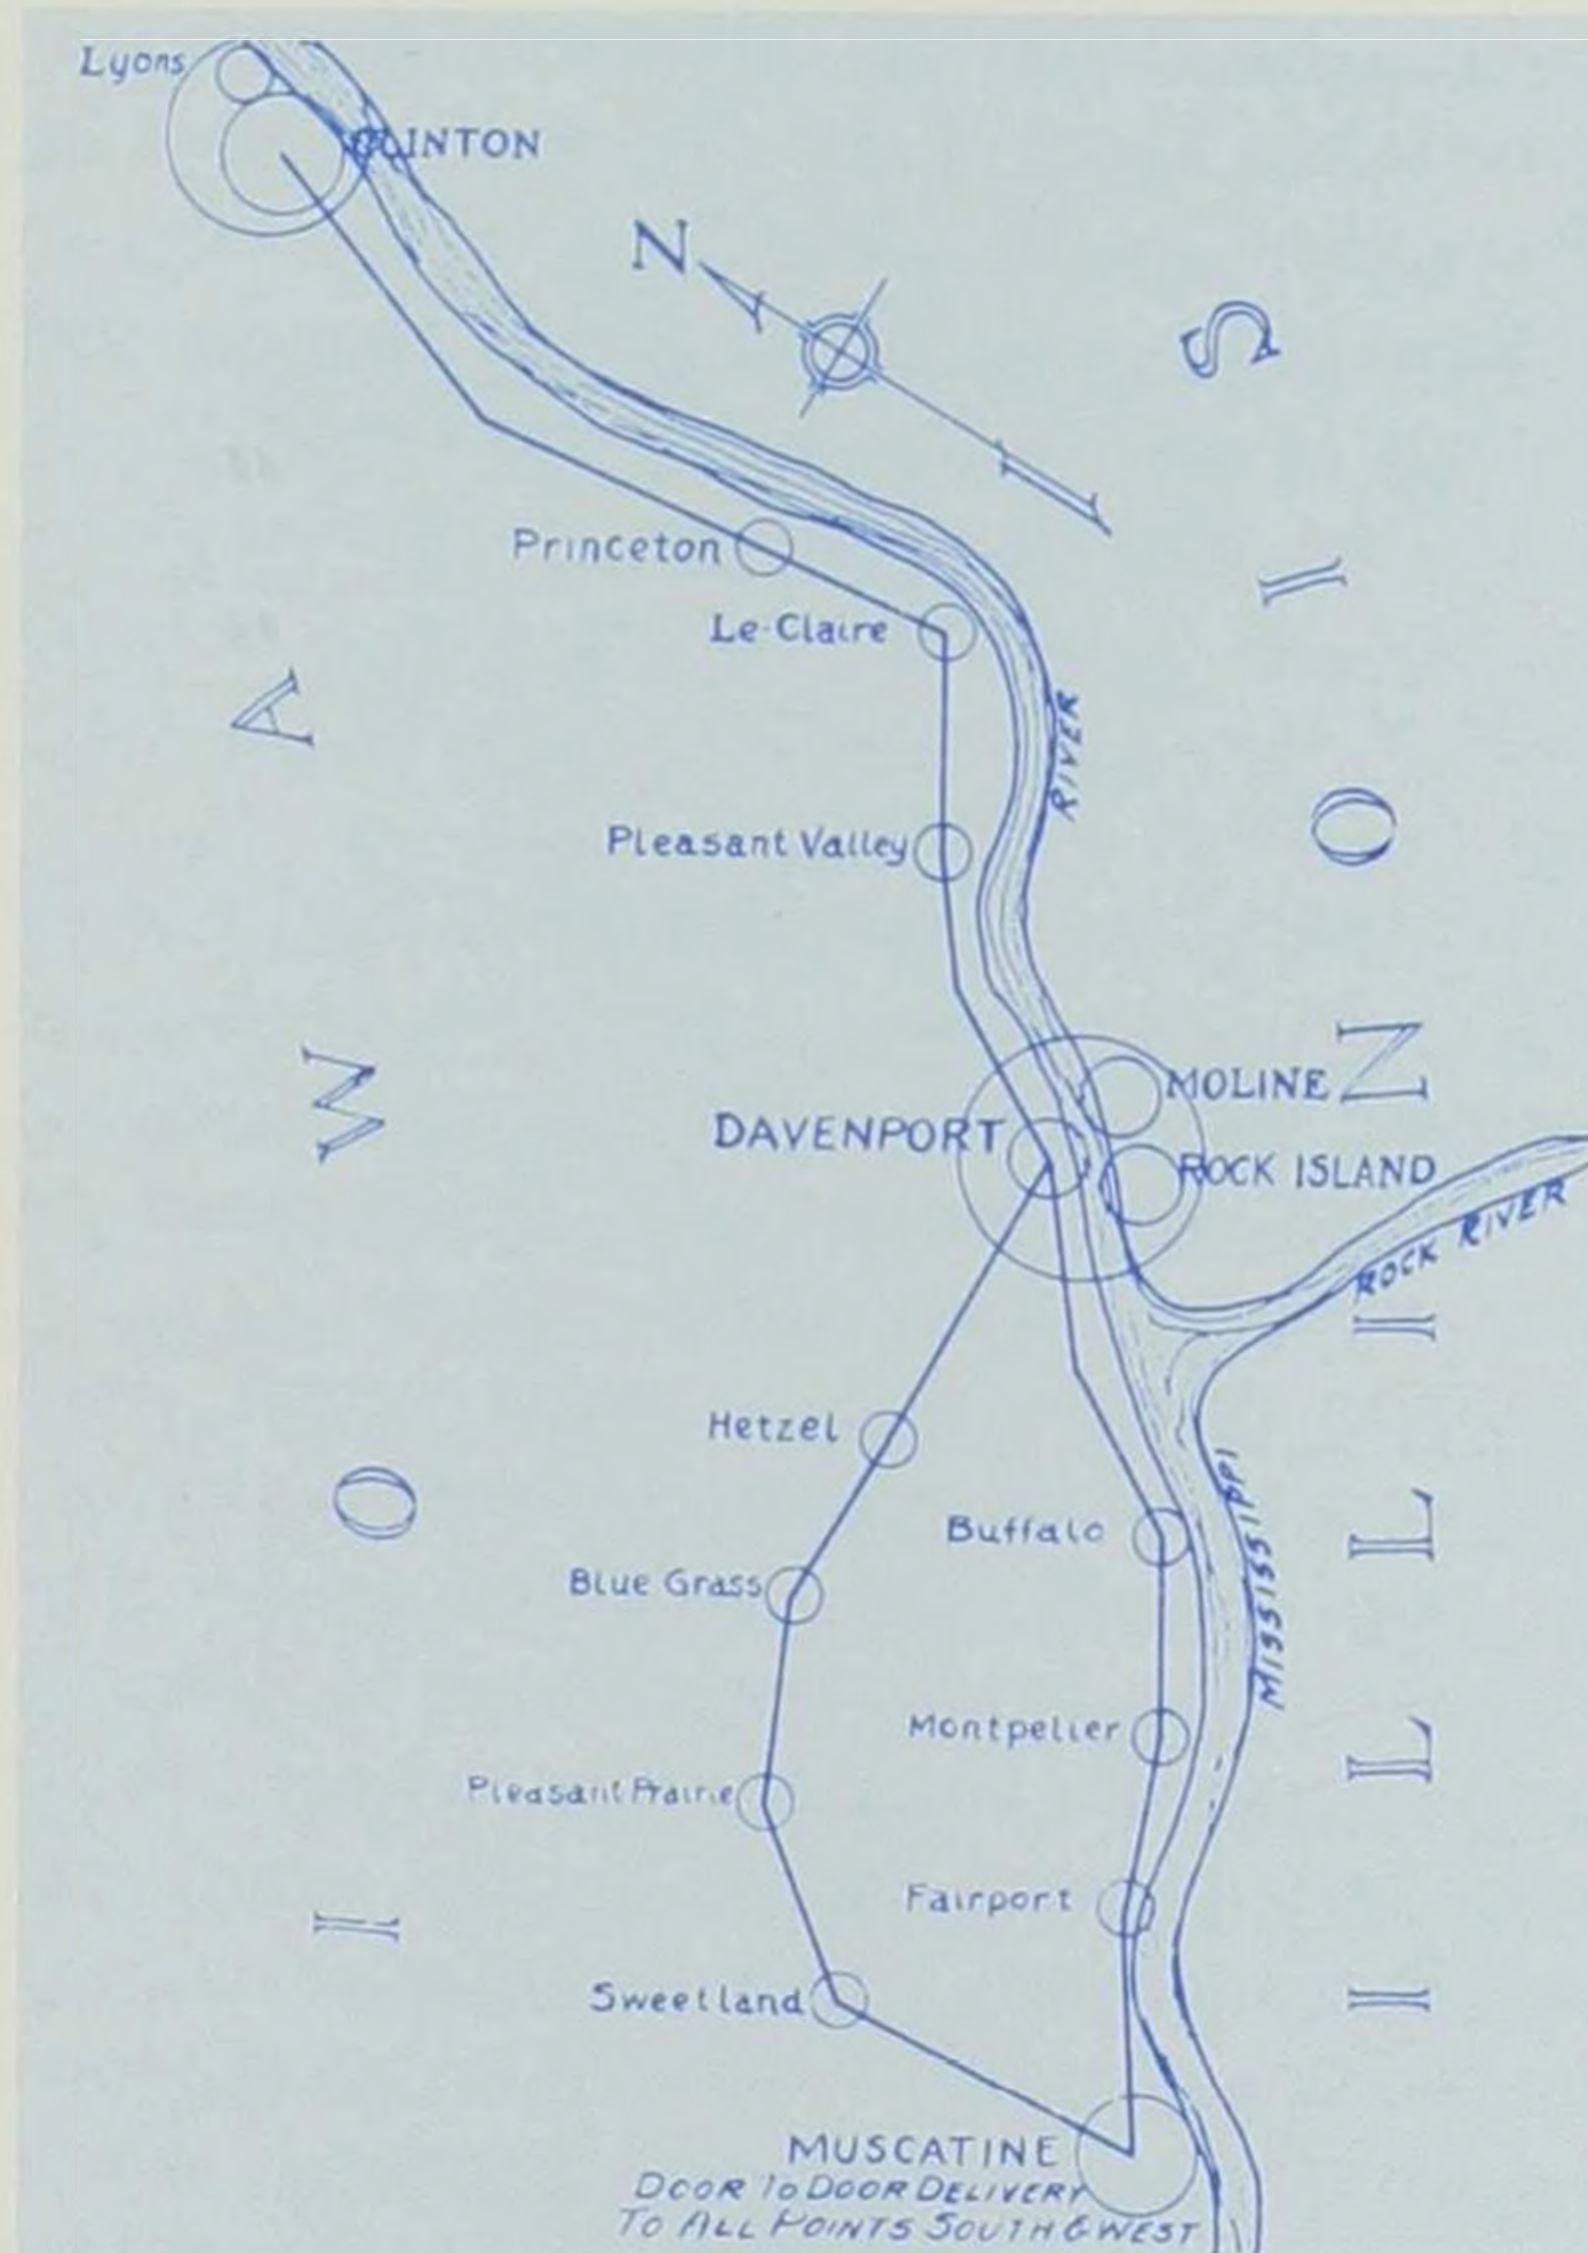 Lyons
CLINTON
N
Princeton
Le-Claire
RIVER
Pleasant Valley
MOLINE
DAVENPORT
ROCK ISLAND
ROCK RIVER
Hetzel
Buffalo
MISSISSIPPI
Blue Grass
Montpelier
Pleasant Prairie
Fairport
Sweetland
MUSCATINE
DOOR TO DOOR DELIVERY
TO ALL POINTS SOUTH & WEST
IOWA
ILLINOIS